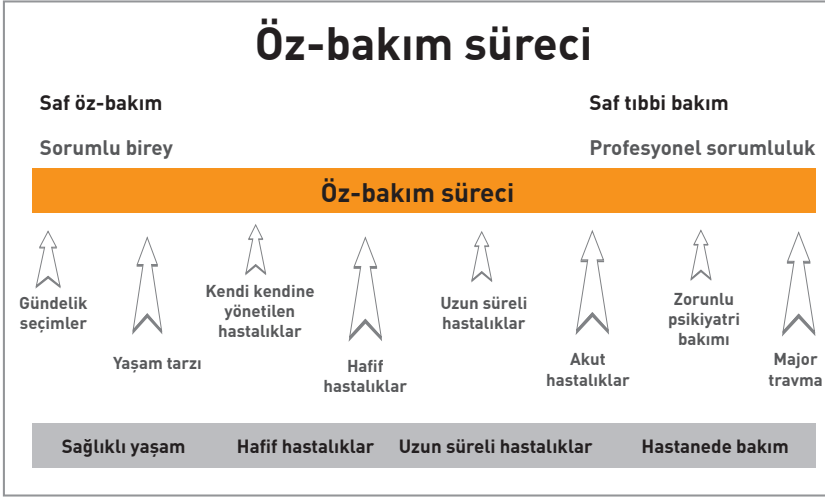 Öz-bakım süreci
Saf öz-bakım
Saf tıbbi bakım
Sorumlu birey
Profesyonel sorumluluk
Öz-bakım süreci
Gündelik
seçimler
Yaşam tarzı
Kendi kendine
yönetilen
hastalıklar
Hafif
hastalıklar
Uzun süreli
hastalıklar
Akut
hastalıklar
Zorunlu
psikiyatri
bakımı
Major
travma
Sağlıklı yaşam
Hafif hastalıklar
Uzun süreli hastalıklar
Hastanede bakım